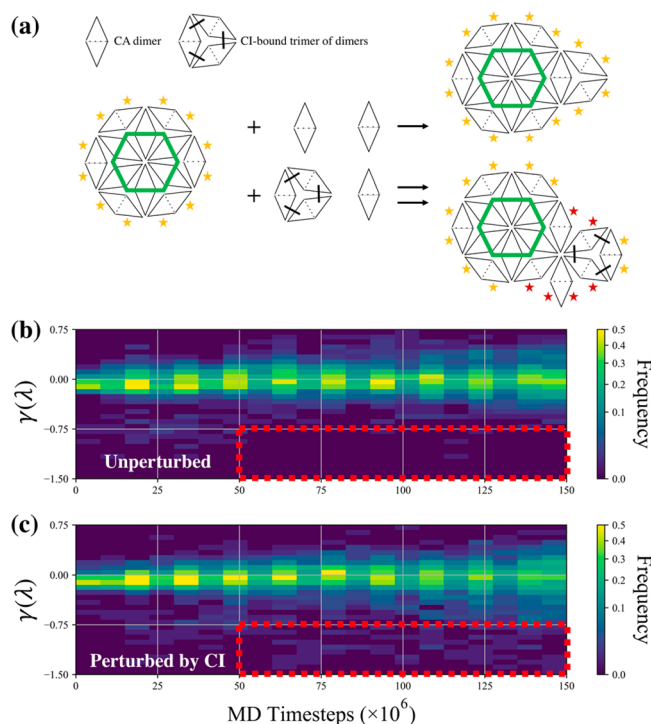 (a)
CA dimer
CI-bound trimer of dimers
+
+
(b)
0.75
0.00
−0.75
−1.50
γ(λ)
Unperturbed
0 25 50 75 100 125 150
0.5
0.4
0.3
0.2
0.1
0.0
Frequency
(c)
0.75
0.00
−0.75
−1.50
γ(λ)
Perturbed by CI
0 25 50 75 100 125 150
0.5
0.4
0.3
0.2
0.1
0.0
Frequency
MD Timesteps (×10⁶)